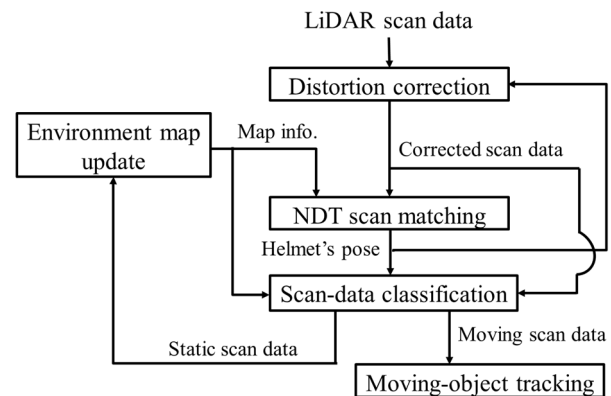 LiDAR scan data
Distortion correction
Environment map
update
Map info.
Corrected scan data
NDT scan matching
Helmet's pose
Scan-data classification
Static scan data
Moving scan data
Moving-object tracking